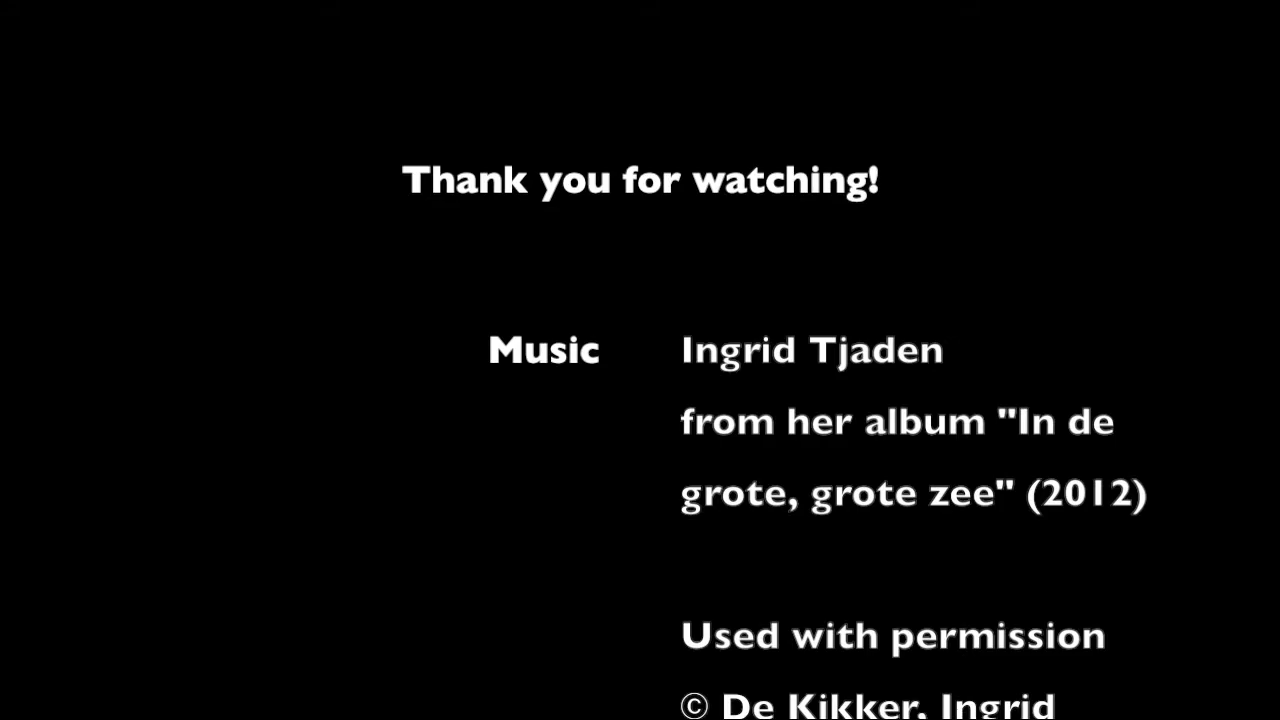 Thank you for watching!
Music Ingrid Tjaden
from her album "In de
grote, grote zee" (2012)
Used with permission
© De Kikker, Ingrid